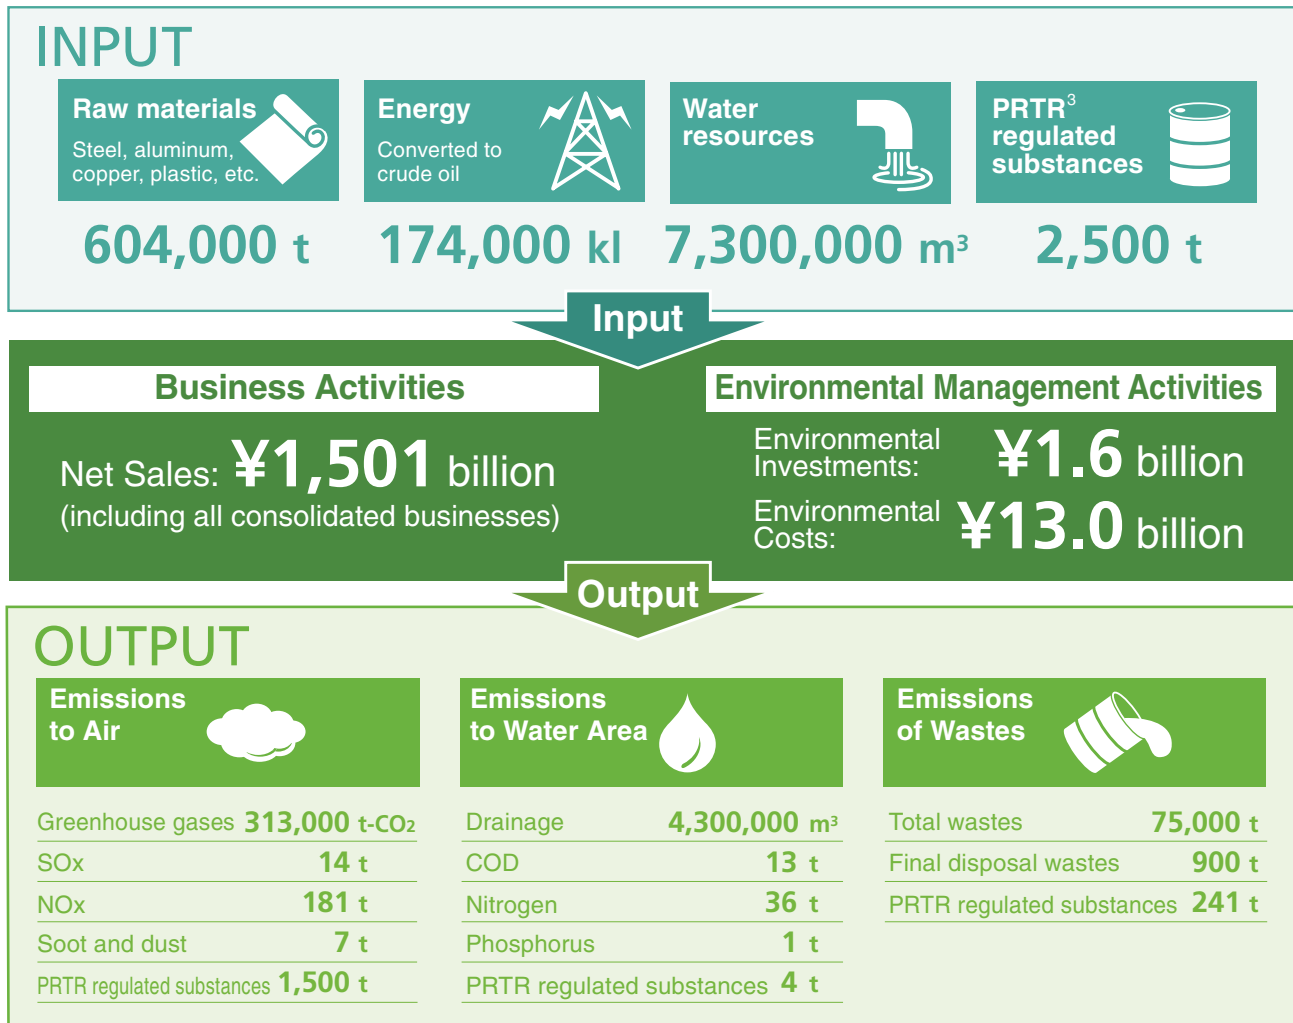 INPUT
Raw materials
Steel, aluminum,
copper, plastic, etc.
604,000 t
Energy
Converted to
crude oil
174,000 kl
Water
resources
7,300,000 m³
PRTR³
regulated
substances
2,500 t
Input
Business Activities
Net Sales: ¥1,501 billion
(including all consolidated businesses)
Environmental Management Activities
Environmental
Investments: ¥1.6 billion
Environmental
Costs: ¥13.0 billion
Output
OUTPUT
Emissions
to Air
Greenhouse gases 313,000 t-CO₂
SOx 14 t
NOx 181 t
Soot and dust 7 t
PRTR regulated substances 1,500 t
Emissions
to Water Area
Drainage 4,300,000 m³
COD 13 t
Nitrogen 36 t
Phosphorus 1 t
PRTR regulated substances 4 t
Emissions
of Wastes
Total wastes 75,000 t
Final disposal wastes 900 t
PRTR regulated substances 241 t